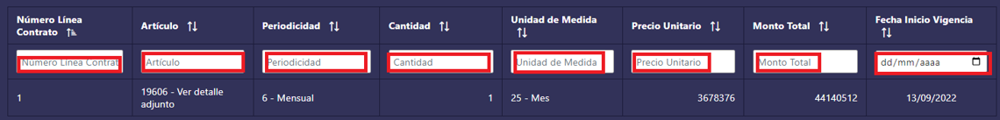 Número Línea Contrato
Artículo
Periodicidad
Cantidad
Unidad de Medida
Precio Unitario
Monto Total
Fecha Inicio Vigencia
Número Línea Contrat
Artículo
Periodicidad
Cantidad
Unidad de Medida
Precio Unitario
Monto Total
dd/mm/aaaa
1
19606 - Ver detalle adjunto
6 - Mensual
1
25 - Mes
3678376
44140512
13/09/2022